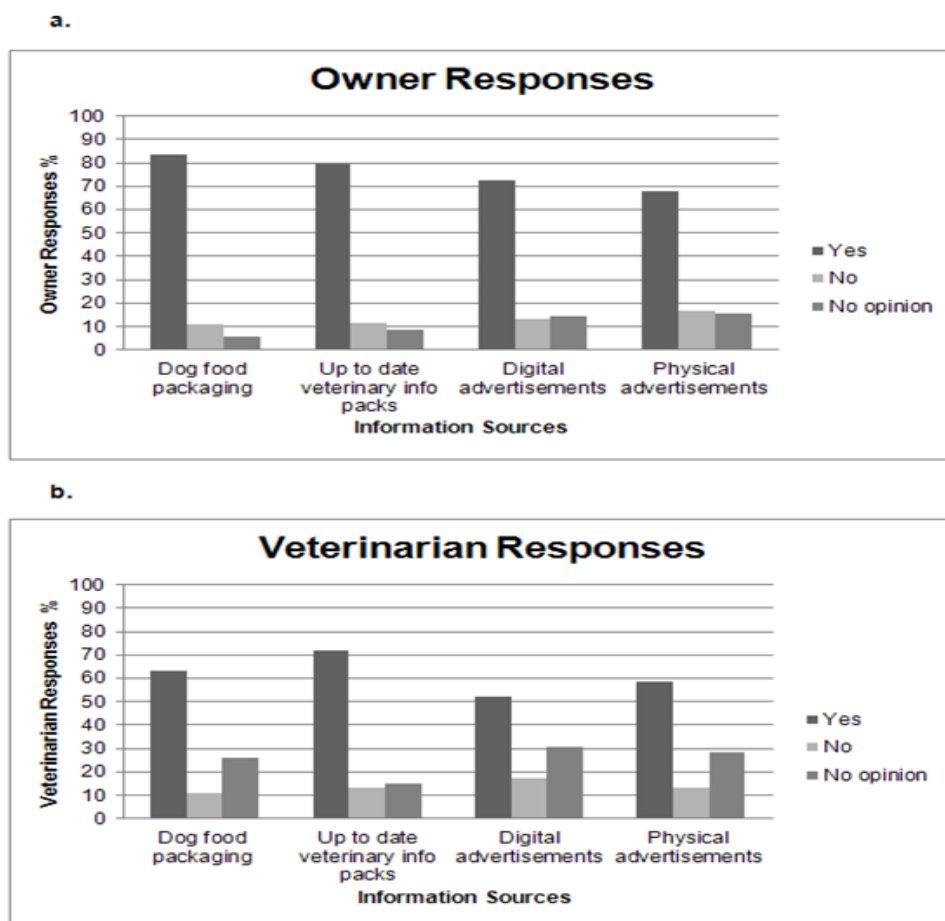 a.
Owner Responses
100
90
80
70
60
50
40
30
20
10
0
Owner Responses %
Dog food packaging
Up to date veterinary info packs
Digital advertisements
Physical advertisements
Information Sources
Yes
No
No opinion
b.
Veterinarian Responses
100
90
80
70
60
50
40
30
20
10
0
Veterinarian Responses %
Dog food packaging
Up to date veterinary info packs
Digital advertisements
Physical advertisements
Information Sources
Yes
No
No opinion